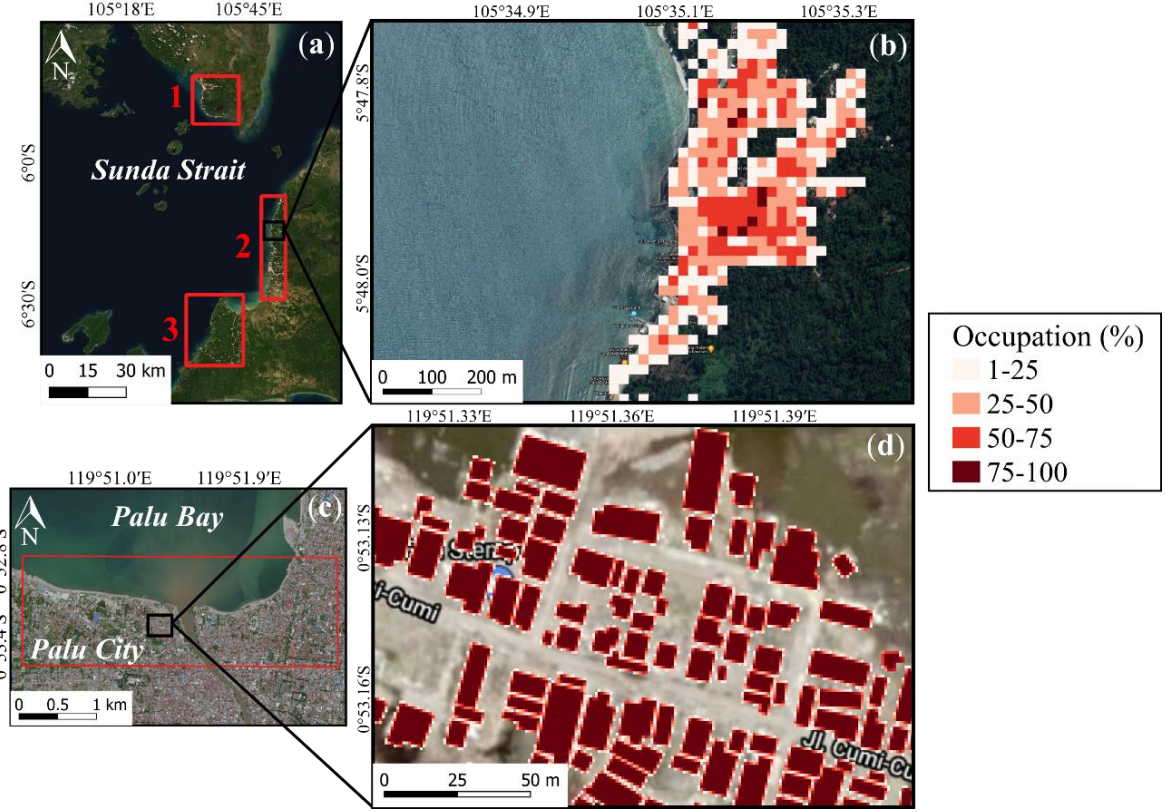 105°18′E 105°45′E
(a)
N
1
Sunda Strait
2
3
6°0′S
6°30′S
0 15 30 km
105°34.9′E 105°35.1′E 105°35.3′E
(b)
5°47.8′S
5°48.0′S
0 100 200 m
Occupation (%)
1-25
25-50
50-75
75-100
119°51.0′E 119°51.9′E
(c)
N
Palu Bay
Palu City
0 0.5 1 km
119°51.33′E 119°51.36′E 119°51.39′E
(d)
0°53.13′S
0°53.16′S
i-Cumi
Jl. Cumi-Cu
0 25 50 m